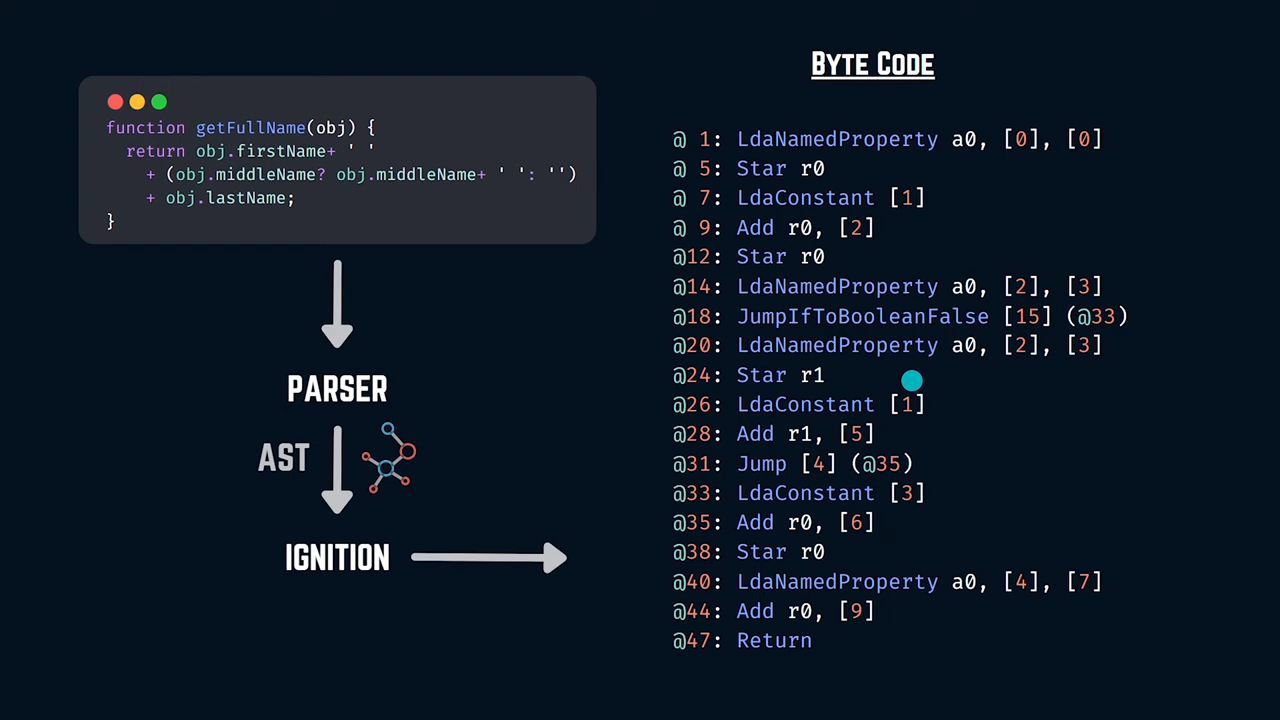 function getFullName(obj) {
return obj.firstName+ ' '
+ (obj.middleName? obj.middleName+ ' ': '')
+ obj.lastName;
}
PARSER
AST
IGNITION
BYTE CODE
@ 1: LdaNamedProperty a0, [0], [0]
@ 5: Star r0
@ 7: LdaConstant [1]
@ 9: Add r0, [2]
@12: Star r0
@14: LdaNamedProperty a0, [2], [3]
@18: JumpIfToBooleanFalse [15] (@33)
@20: LdaNamedProperty a0, [2], [3]
@24: Star r1
@26: LdaConstant [1]
@28: Add r1, [5]
@31: Jump [4] (@35)
@33: LdaConstant [3]
@35: Add r0, [6]
@38: Star r0
@40: LdaNamedProperty a0, [4], [7]
@44: Add r0, [9]
@47: Return